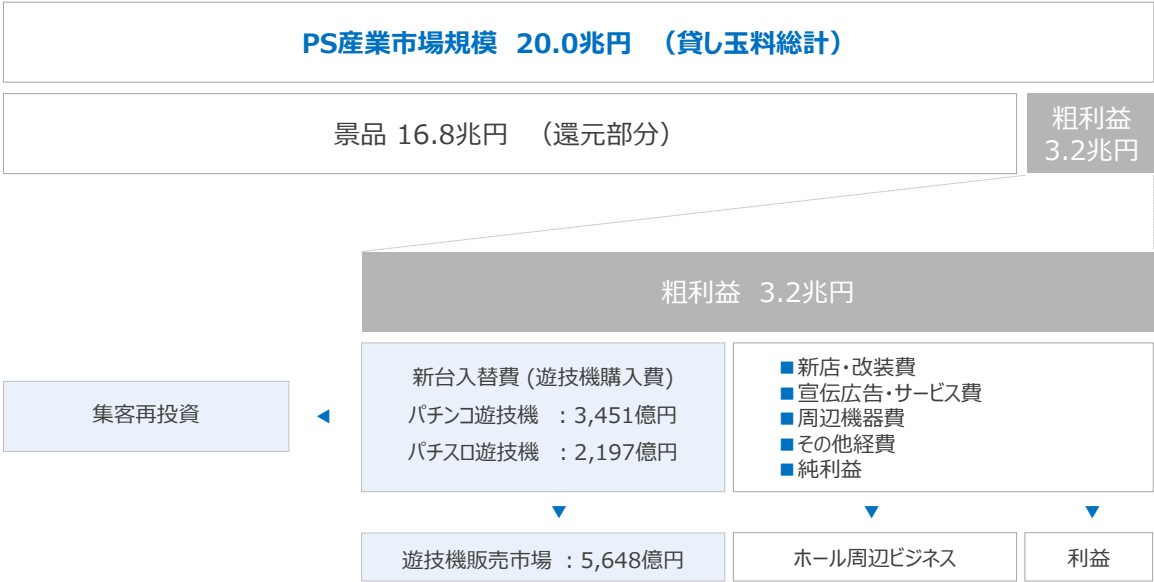 PS産業市場規模 20.0兆円 （貸し玉料総計）
景品 16.8兆円 （還元部分）
粗利益
3.2兆円
粗利益 3.2兆円
集客再投資
新台入替費 (遊技機購入費)
パチンコ遊技機 ：3,451億円
パチスロ遊技機 ：2,197億円
■新店・改装費
■宣伝広告・サービス費
■周辺機器費
■その他経費
■純利益
遊技機販売市場 ：5,648億円
ホール周辺ビジネス
利益